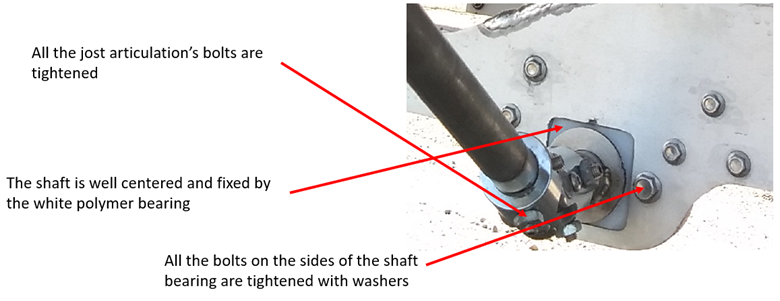 All the jost articulation’s bolts are
tightened
The shaft is well centered and fixed by
the white polymer bearing
All the bolts on the sides of the shaft
bearing are tightened with washers